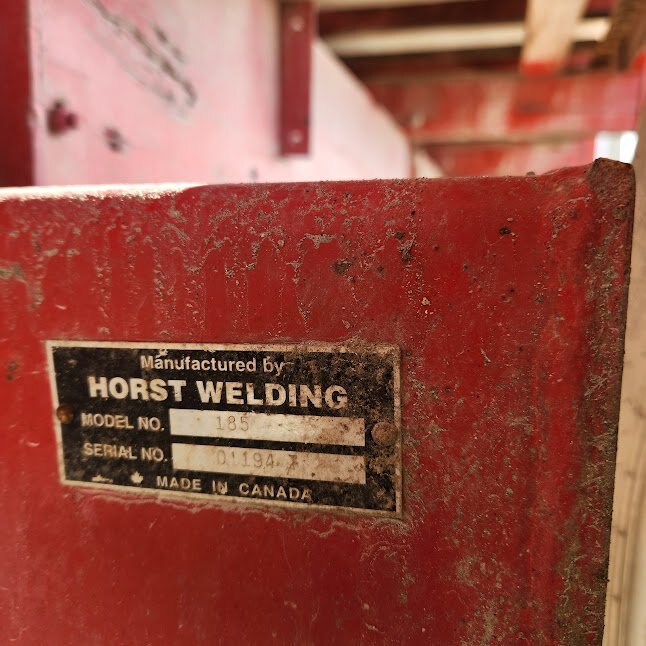 Manufactured by
HORST WELDING
MODEL NO. 185
SERIAL NO. 01194
MADE IN CANADA